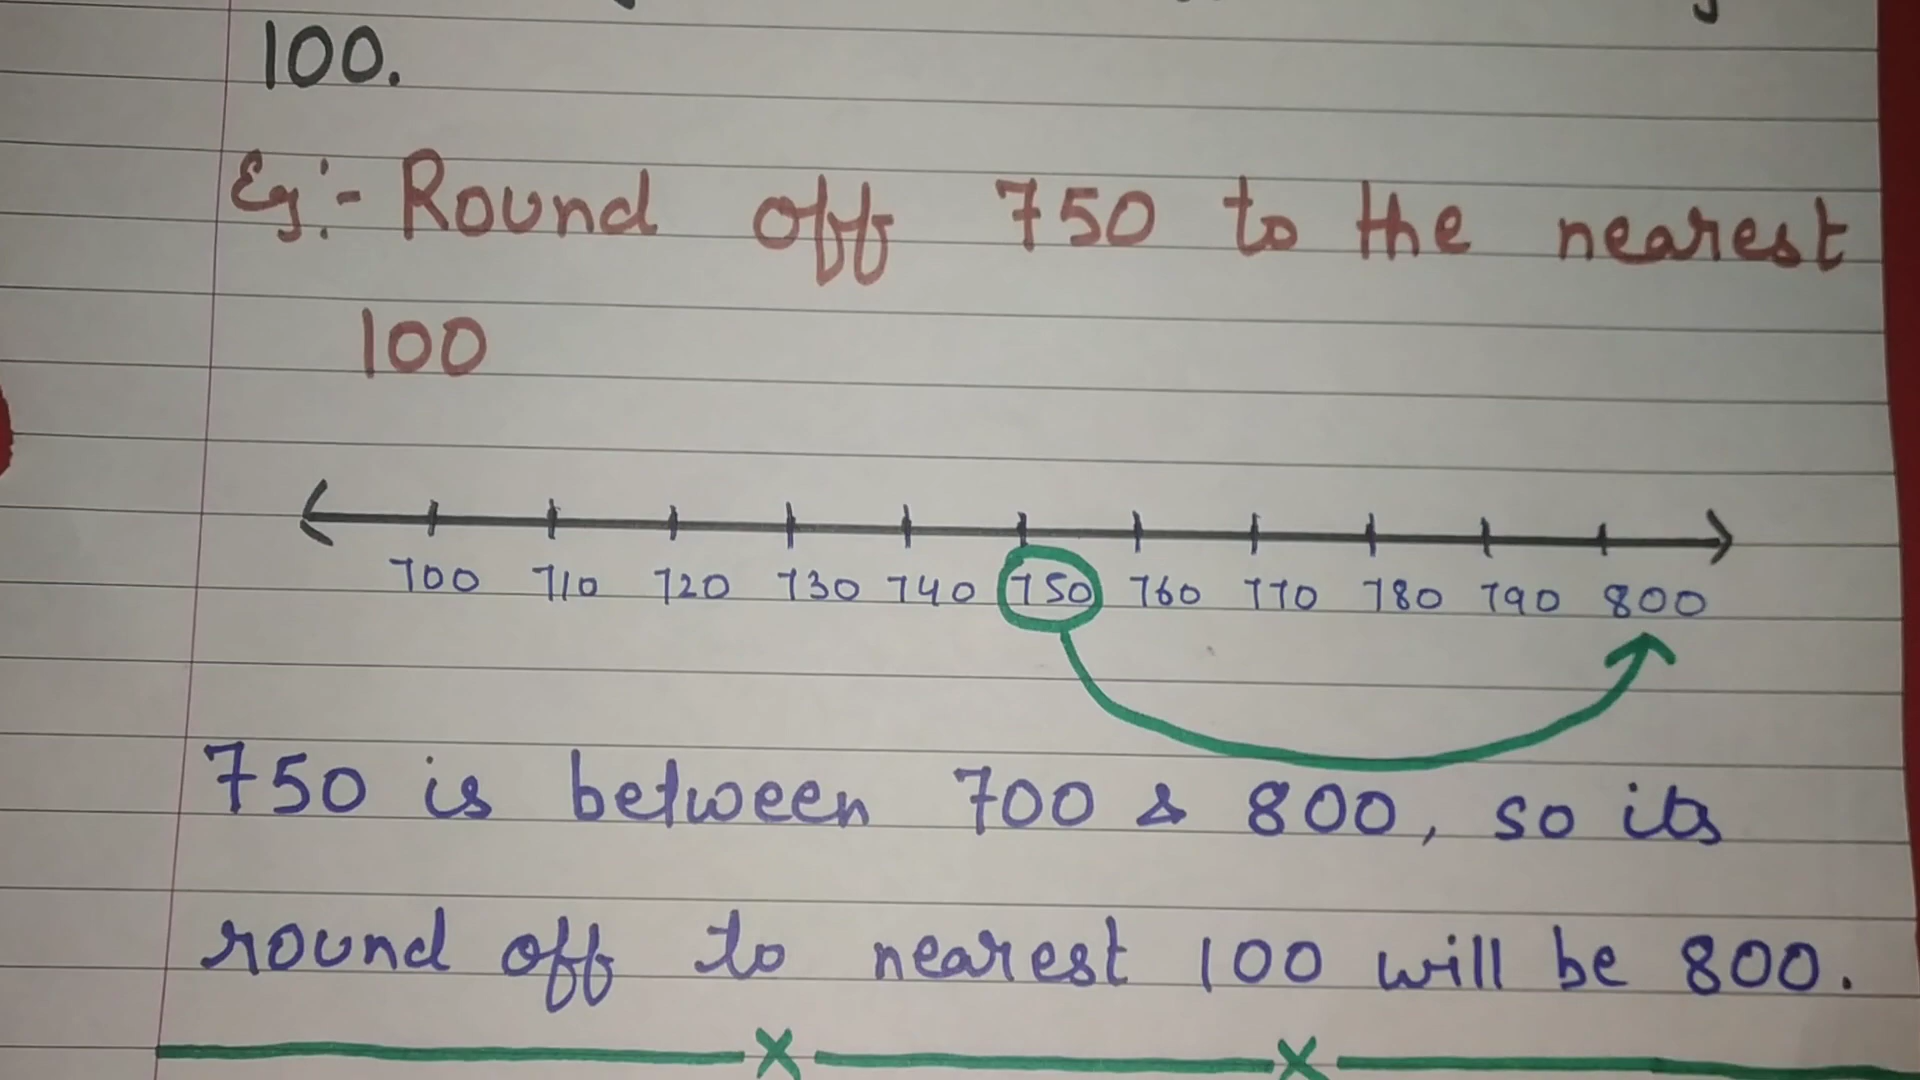 100.
Eg:- Round off 750 to the nearest
100
700 710 720 730 740 750 760 770 780 790 800
750 is between 700 & 800, so its
round off to nearest 100 will be 800.